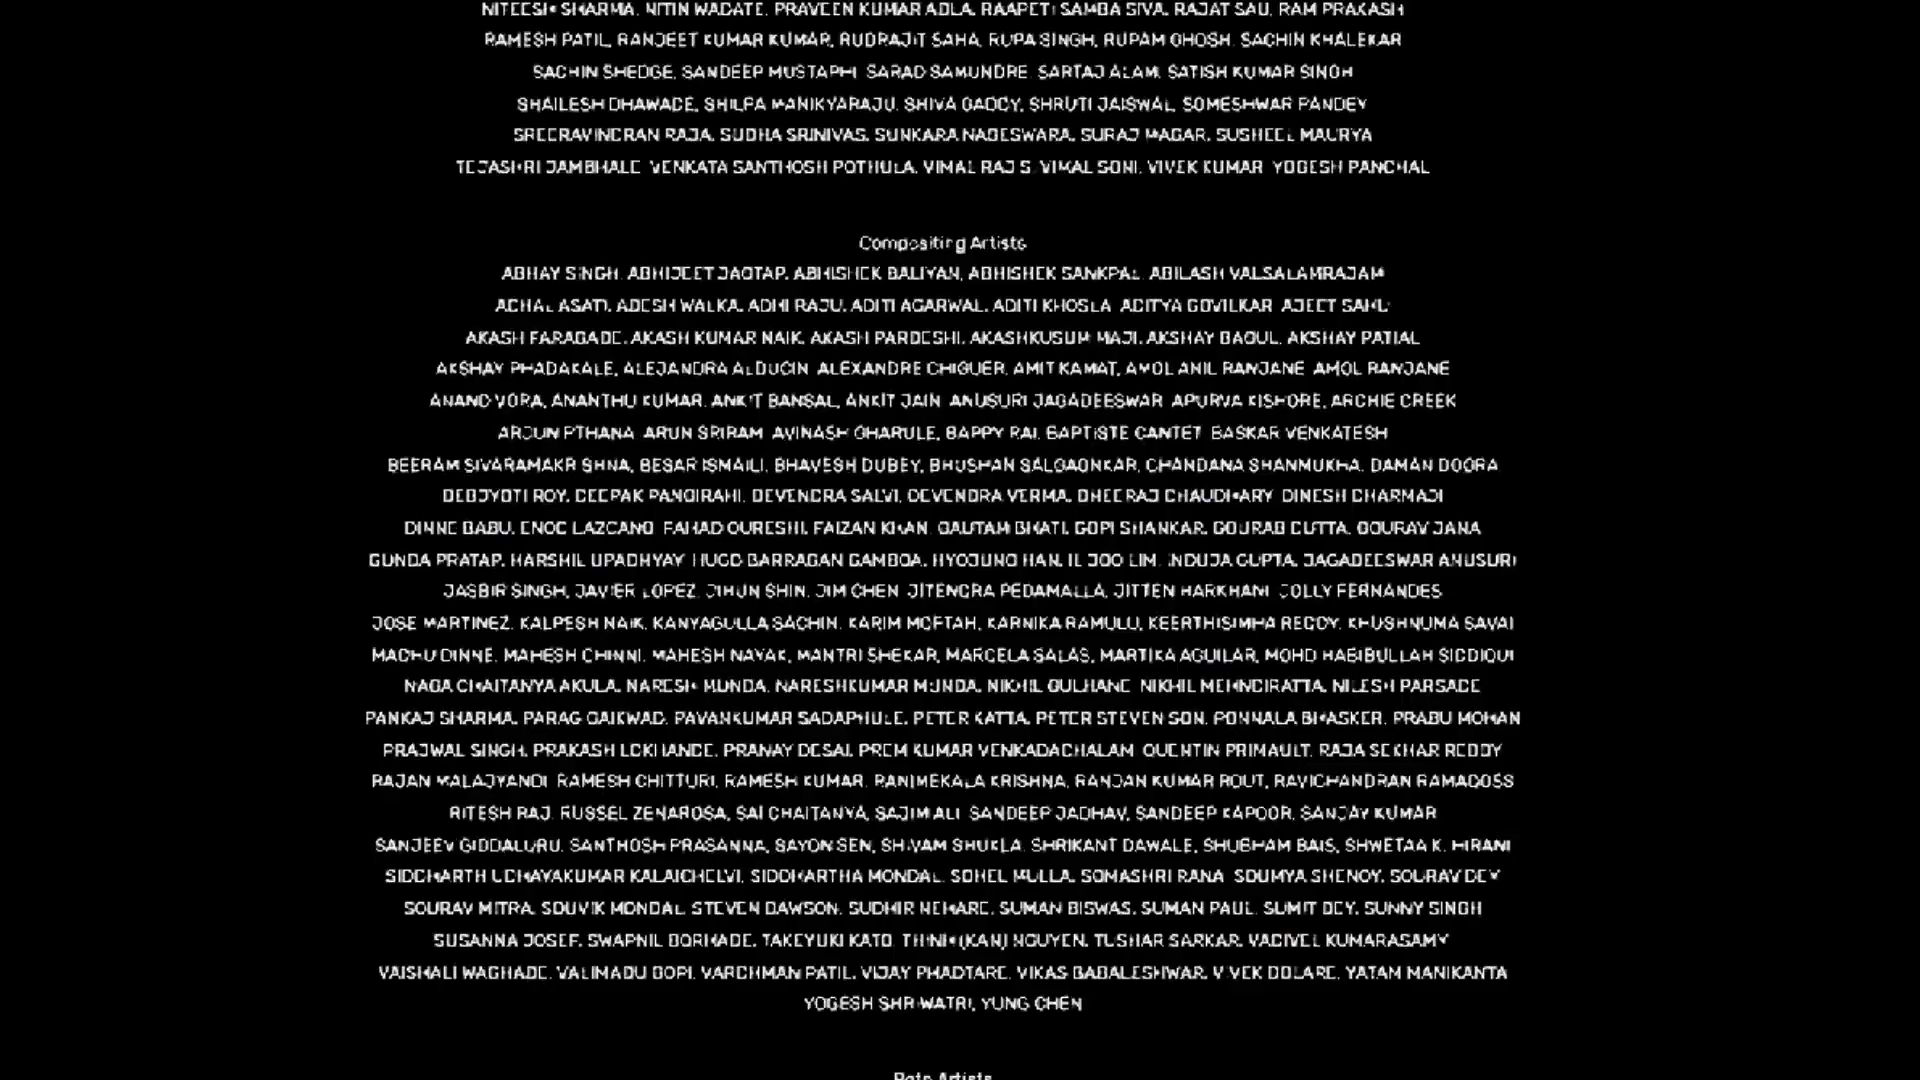 NITEESH SHARMA, NITIN WADATE, PRAVEEN KUMAR ADLA, RAAPETI SAMBA SIVA, RAJAT SAU, RAM PRAKASH
RAMESH PATIL, RANJEET KUMAR KUMAR, RUDRAJIT SAHA, RUPA SINGH, RUPAM GHOSH, SACHIN KHALEKAR
SACHIN SHEDGE, SANDEEP MUSTAPHI, SARAD SAMUNDRE, SARTAJ ALAM, SATISH KUMAR SINGH
SHAILESH DHAWADE, SHILPA MANIKYARAJU, SHIVA GADDY, SHRUTI JAISWAL, SOMESHWAR PANDEY
SREERAVINDRAN RAJA, SUDHA SRINIVAS, SUNKARA NAGESWARA, SURAJ MAGAR, SUSHEEL MAURYA
TEJASHRI JAMBHALE, VENKATA SANTHOSH POTHULA, VIMAL RAJ S, VIMAL SONI, VIVEK KUMAR, YOGESH PANCHAL
Compositing Artists
ABHAY SINGH, ABHIJEET JAGTAP, ABHISHEK BALIYAN, ABHISHEK SANKPAL, ABILASH VALSALAMRAJAM
ACHAL ASATI, ADESH WALKA, ADHI RAJU, ADITI AGARWAL, ADITI KHOSLA, ADITYA GOVILKAR, AJEET SAHU
AKASH FARAGADE, AKASH KUMAR NAIK, AKASH PARDESHI, AKASHKUSUM MAJI, AKSHAY BAGUL, AKSHAY PATIAL
AKSHAY PHADAKALE, ALEJANDRA ALDUCIN, ALEXANDRE CHIGUER, AMIT KAMAT, AMOL ANIL RANJANE, AMOL RANJANE
ANAND VORA, ANANTHU KUMAR, ANKIT BANSAL, ANKIT JAIN, ANUSURI JAGADEESWAR, APURVA KISHORE, ARCHIE CREEK
ARJUN PTHANIA, ARUN SRIRAM, AVINASH GHARULE, BAPPY RAI, BAPTISTE CANTET, BASKAR VENKATESH
BEERAM SIVARAMAKRISHNA, BESAR ISMAILI, BHAVESH DUBEY, BHUSHAN SALGAONKAR, CHANDANA SHANMUKHA, DAMAN DOGRA
DEBJYOTI ROY, DEEPAK PANIGRAHI, DEVENDRA SALVI, DEVENDRA VERMA, DHEERAJ CHAUDHARY, DINESH DHARMAJI
DINNE BABU, ENOC LAZCANO, FAHAD QURESHI, FAIZAN KHAN, GAUTAM BHATI, GOPI SHANKAR, GOURAB DUTTA, GOURAV JANA
GUNDA PRATAP, HARSHIL UPADHYAY, HUGO BARRAGAN GAMBOA, HYOJUNG HAN, IL JOO LIM, INDUJA GUPTA, JAGADEESWAR ANUSURI
JASBIR SINGH, JAVIER LOPEZ, JIHUN SHIN, JIM CHEN, JITENDRA PEDAMALLA, JITTEN HARKHANI, JOLLY FERNANDES
JOSE MARTINEZ, KALPESH NAIK, KANYAGULLA SACHIN, KARIM MOFTAH, KARNIKA RAMULU, KEERTHISIMHA REDDY, KHUSHNUMA SAVAI
MADHU DINNE, MAHESH CHINNI, MAHESH NAYAK, MANTRI SHEKAR, MARCELA SALAS, MARTIKA AGUILAR, MOHD HABIBULLAH SIDDIQUI
NAGA CHAITANYA AKULA, NARESH MUNDA, NARESHKUMAR MUNDA, NIKHIL GULHANE, NIKHIL MEHNDIRATTA, NILESH PARSADE
PANKAJ SHARMA, PARAG GAIKWAD, PAVANKUMAR SADAPHULE, PETER KATTA, PETER STEVEN SON, PONNALA BHASKER, PRABU MOHAN
PRAJWAL SINGH, PRAKASH LOKHANDE, PRANAY DESAI, PREM KUMAR VENKADACHALAM, QUENTIN PRIMAULT, RAJA SEKHAR REDDY
RAJAN MALAJYANDI, RAMESH CHITTURI, RAMESH KUMAR, RANIMEKALA KRISHNA, RANJAN KUMAR ROUT, RAVICHANDRAN RAMADOSS
RITESH RAJ, RUSSEL ZENAROSA, SAI CHAITANYA, SAJIM ALI, SANDEEP JADHAV, SANDEEP KAPOOR, SANJAY KUMAR
SANJEEV GIDDALURU, SANTHOSH PRASANNA, SAYON SEN, SHIVAM SHUKLA, SHRIKANT DAWALE, SHUBHAM BAIS, SHWETAA K. HIRANI
SIDDHARTH UDHAYAKUMAR KALAICHELVI, SIDDHARTHA MONDAL, SOHEL MULLA, SOMASHRI RANA, SOUMYA SHENOY, SOURAV DEY
SOURAV MITRA, SOUVIK MONDAL, STEVEN DAWSON, SUDHIR NEHARE, SUMAN BISWAS, SUMAN PAUL, SUMIT DEY, SUNNY SINGH
SUSANNA JOSEF, SWAPNIL BORHADE, TAKEYUKI KATO, THINH (KAN) NGUYEN, TUSHAR SARKAR, VADIVEL KUMARASAMY
VAISHALI WAGHADE, VALIMADU GOPI, VARDHMAN PATIL, VIJAY PHADTARE, VIKAS BABALESHWAR, VIVEK DOLARE, YATAM MANIKANTA
YOGESH SHRIWATRI, YUNG CHEN
Artists